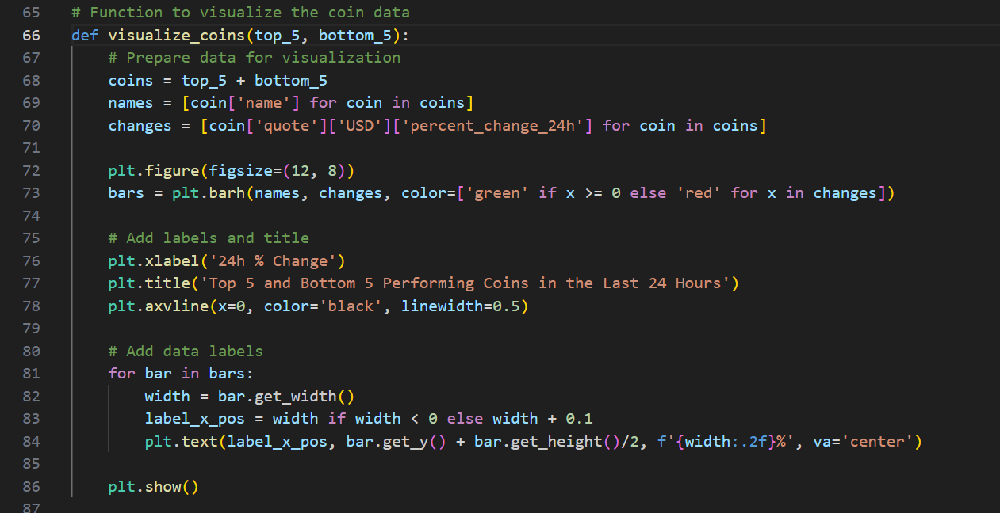 65 # Function to visualize the coin data
66 def visualize_coins(top_5, bottom_5):
67     # Prepare data for visualization
68     coins = top_5 + bottom_5
69     names = [coin['name'] for coin in coins]
70     changes = [coin['quote']['USD']['percent_change_24h'] for coin in coins]
71
72     plt.figure(figsize=(12, 8))
73     bars = plt.barh(names, changes, color=['green' if x >= 0 else 'red' for x in changes])
74
75     # Add labels and title
76     plt.xlabel('24h % Change')
77     plt.title('Top 5 and Bottom 5 Performing Coins in the Last 24 Hours')
78     plt.axvline(x=0, color='black', linewidth=0.5)
79
80     # Add data labels
81     for bar in bars:
82         width = bar.get_width()
83         label_x_pos = width if width < 0 else width + 0.1
84         plt.text(label_x_pos, bar.get_y() + bar.get_height()/2, f'{width:.2f}%', va='center')
85
86     plt.show()
87